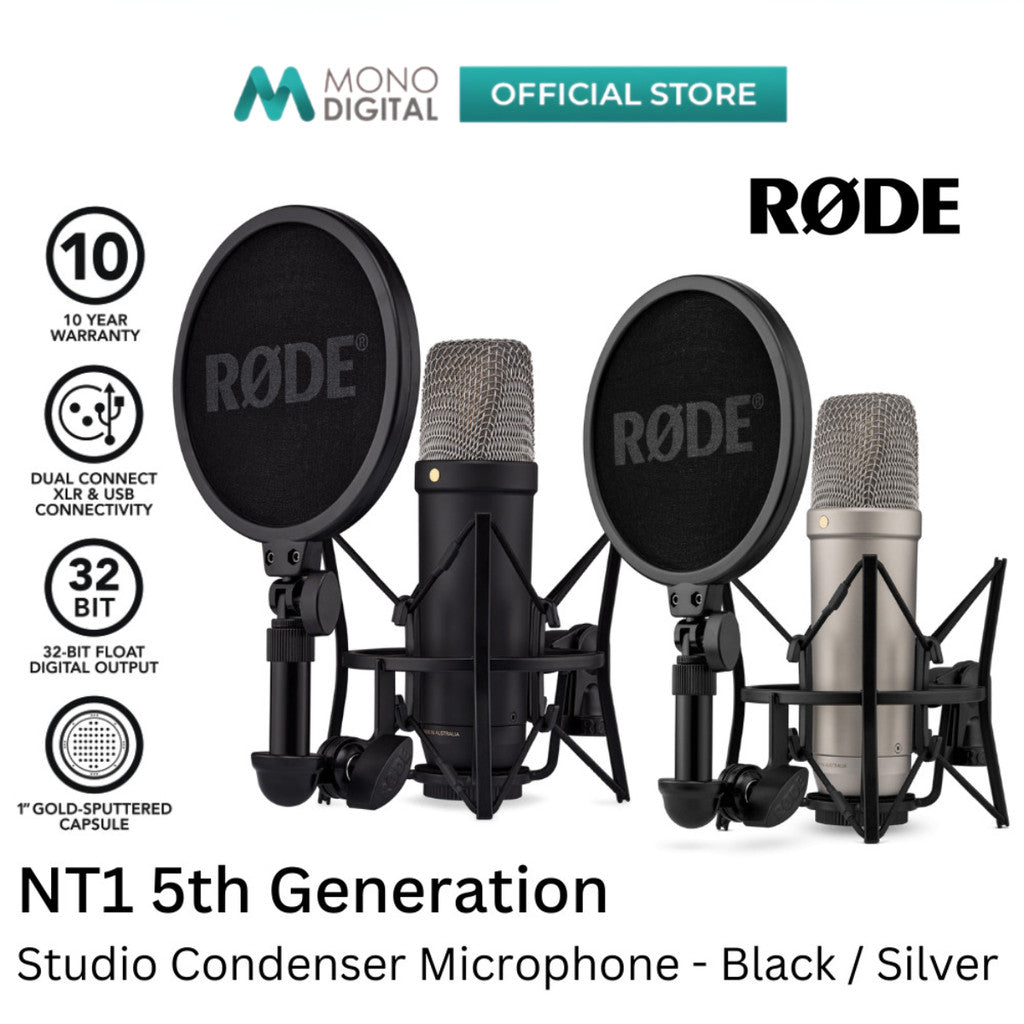 MONO
DIGITAL
OFFICIAL STORE
RØDE
10
10 YEAR
WARRANTY
DUAL CONNECT
XLR & USB
CONNECTIVITY
32
BIT
32-BIT FLOAT
DIGITAL OUTPUT
1" GOLD-SPUTTERED
CAPSULE
RØDE®
RØDE®
NT1 5th Generation
Studio Condenser Microphone - Black / Silver